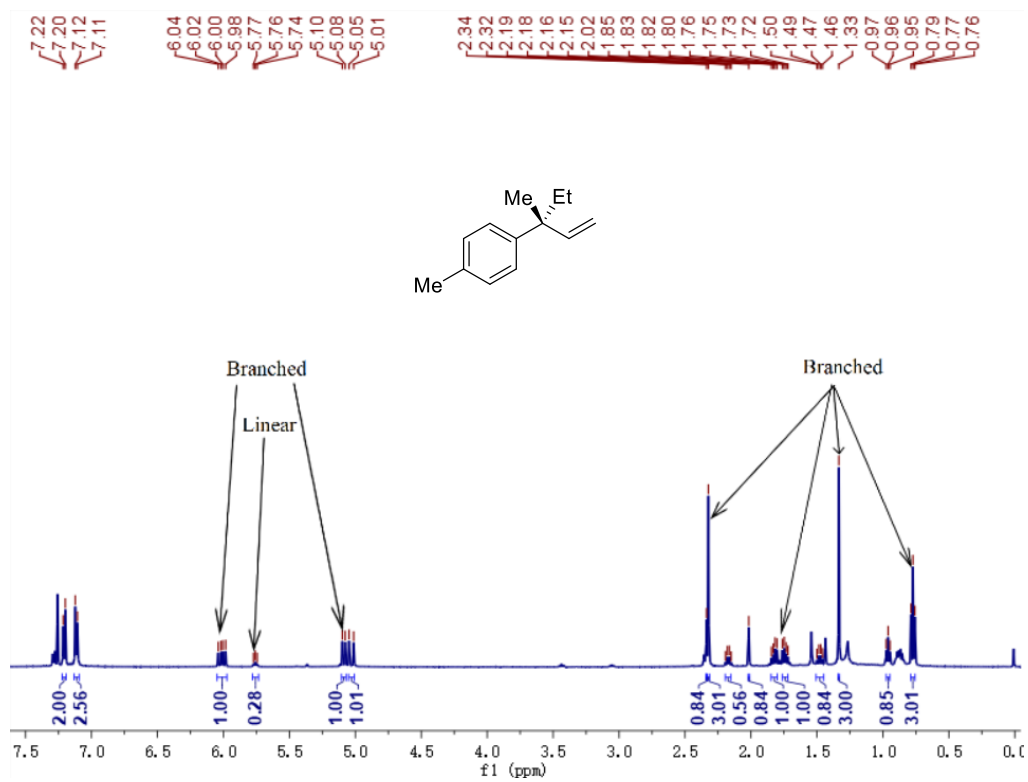 7.22 7.20 7.12 7.11 6.04 6.02 6.00 5.98 5.77 5.76 5.74 5.10 5.08 5.05 5.01 2.34 2.32 2.19 2.18 2.16 2.15 2.02 1.85 1.83 1.82 1.80 1.76 1.75 1.73 1.72 1.50 1.49 1.47 1.46 1.33 0.97 0.96 0.95 0.79 0.77 0.76
Me Et
Me
Branched Branched
Linear
2.00 2.56 1.00 0.28 1.00 1.01 0.84 3.01 0.56 0.84 1.00 1.00 0.84 3.00 0.85 3.01
7.5 7.0 6.5 6.0 5.5 5.0 4.5 4.0 3.5 3.0 2.5 2.0 1.5 1.0 0.5 0.0
f1 (ppm)